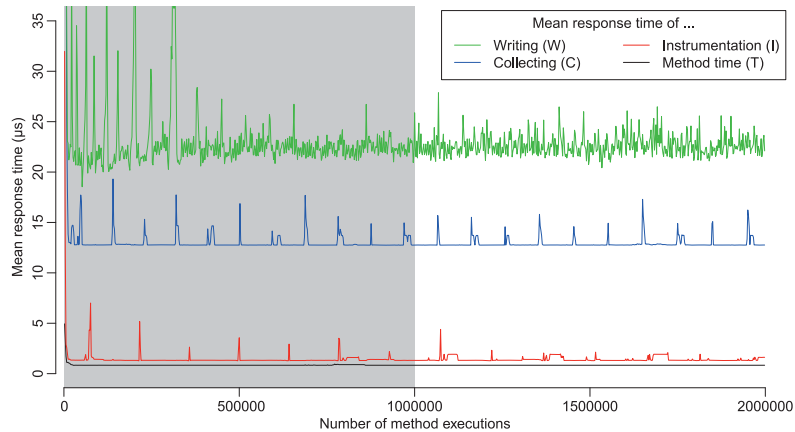 Mean response time of ...
Writing (W)
Instrumentation (I)
Collecting (C)
Method time (T)
Mean response time (μs)
35
30
25
20
15
10
5
0
0
500000
1000000
1500000
2000000
Number of method executions